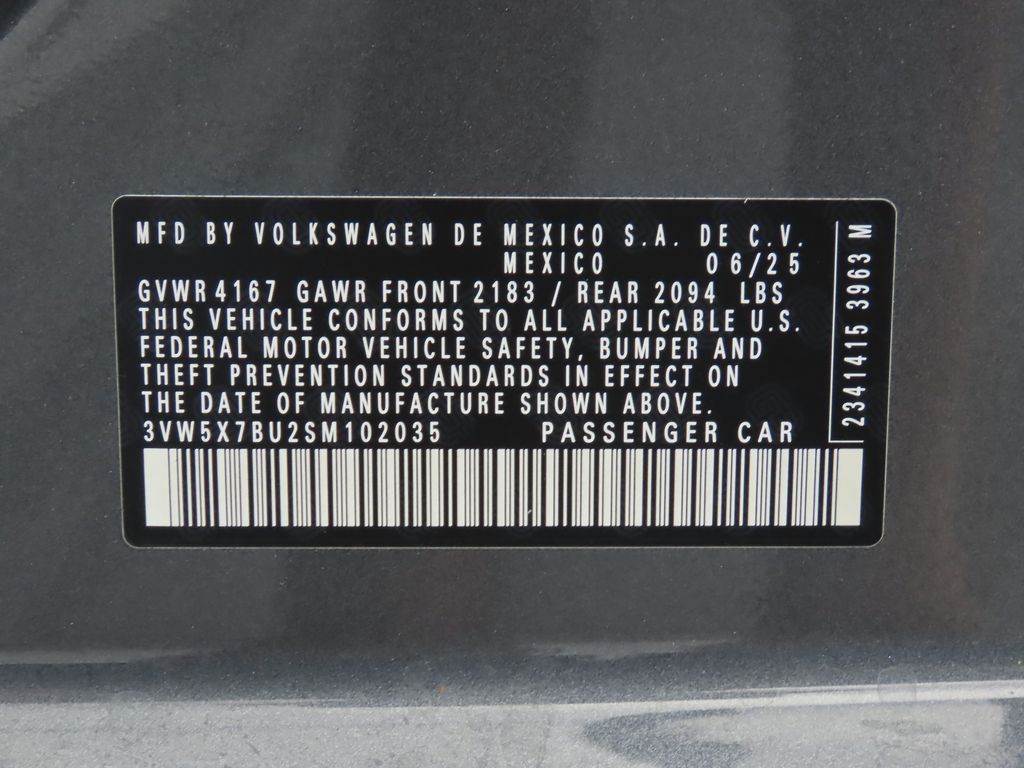 MFD BY VOLKSWAGEN DE MEXICO S.A. DE C.V.
MEXICO 06/25
GVWR 4167 GAWR FRONT 2183 / REAR 2094 LBS
THIS VEHICLE CONFORMS TO ALL APPLICABLE U.S.
FEDERAL MOTOR VEHICLE SAFETY, BUMPER AND
THEFT PREVENTION STANDARDS IN EFFECT ON
THE DATE OF MANUFACTURE SHOWN ABOVE.
3VW5X7BU2SM102035 PASSENGER CAR
2341415 3963 M